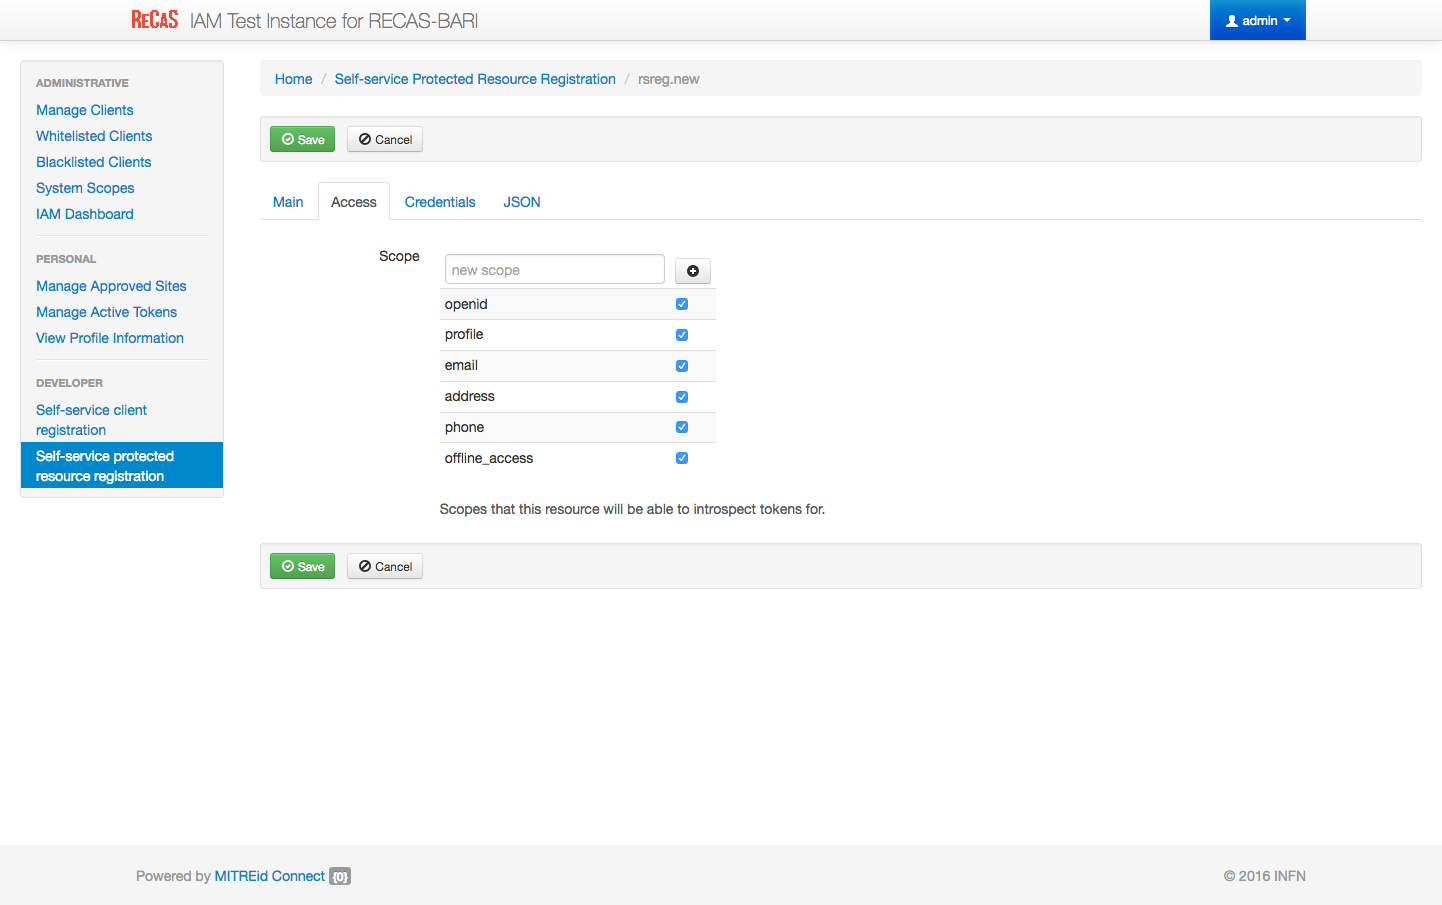 ReCaS IAM Test Instance for RECAS-BARI
admin
ADMINISTRATIVE
Manage Clients
Whitelisted Clients
Blacklisted Clients
System Scopes
IAM Dashboard
PERSONAL
Manage Approved Sites
Manage Active Tokens
View Profile Information
DEVELOPER
Self-service client
registration
Self-service protected
resource registration
Home / Self-service Protected Resource Registration / rsreg.new
Save Cancel
Main Access Credentials JSON
Scope
new scope
openid
profile
email
address
phone
offline_access
Scopes that this resource will be able to introspect tokens for.
Save Cancel
Powered by MITREid Connect {0}
© 2016 INFN